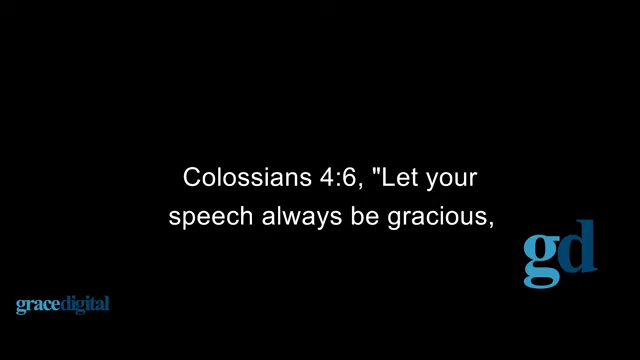 Colossians 4:6, "Let your
speech always be gracious,
gd
gracedigital